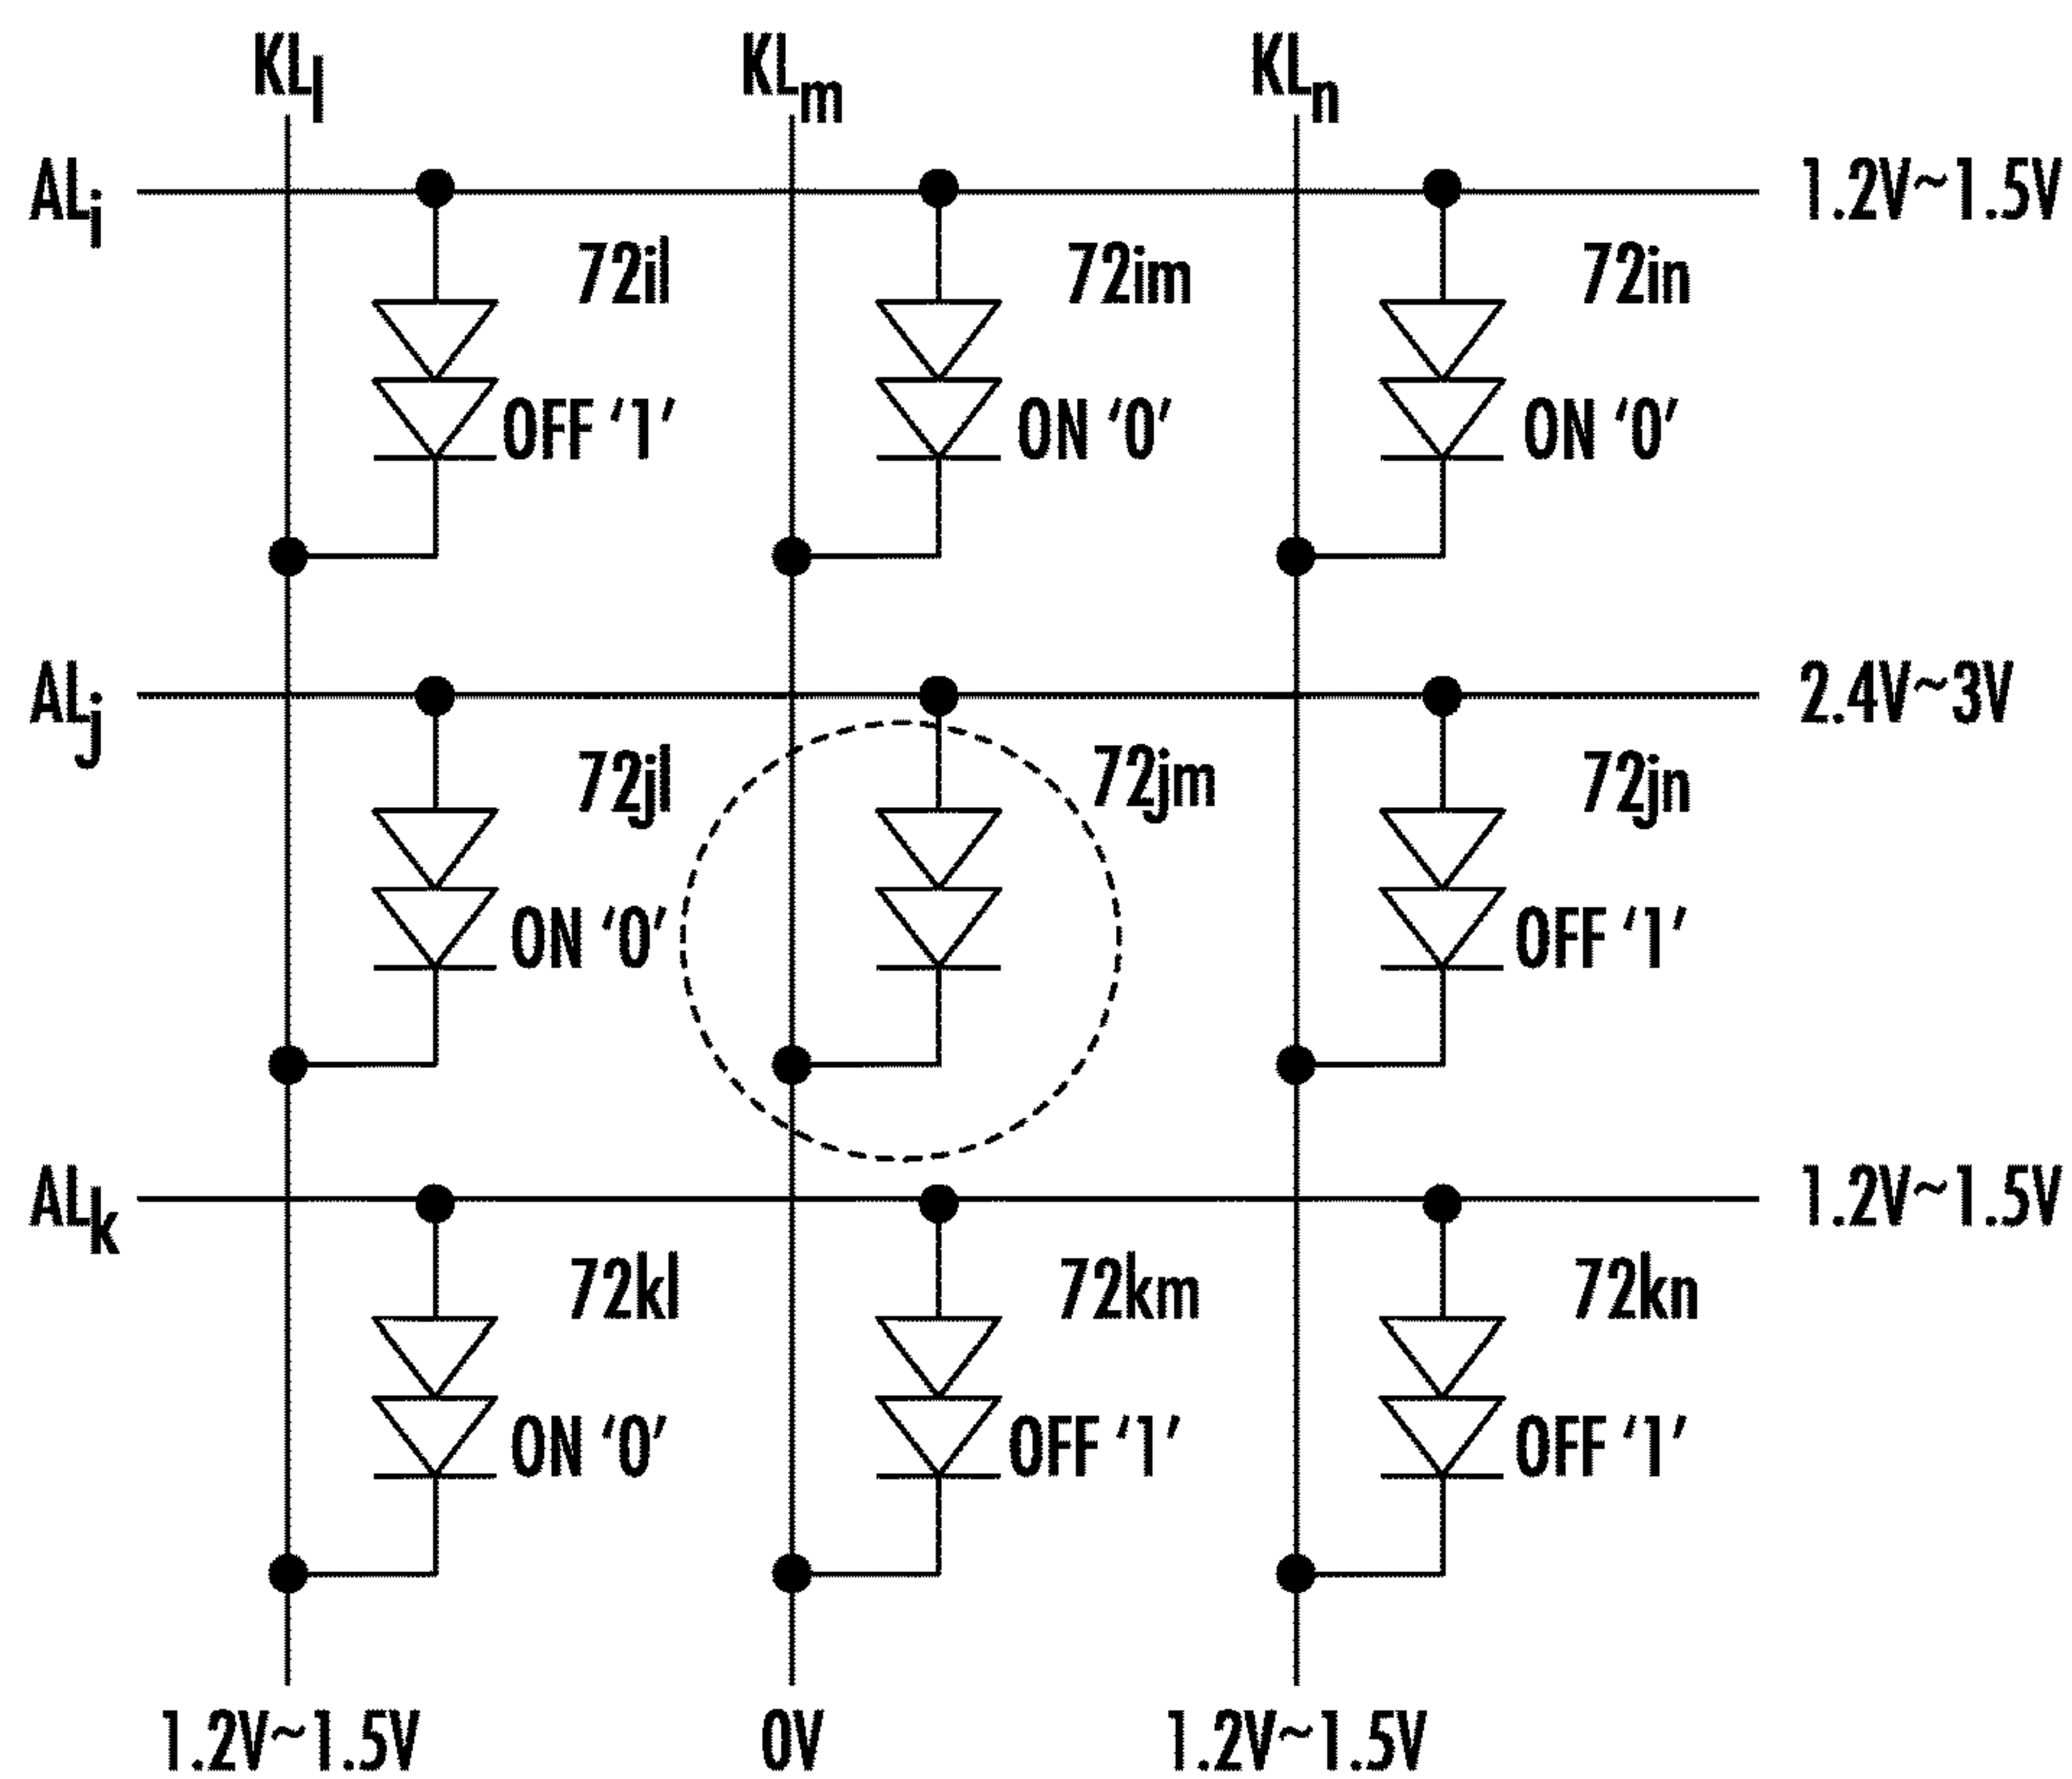 KLl KLm KLn
ALi 1.2V~1.5V
72il 72im 72in
OFF ‘1’ ON ‘0’ ON ‘0’
ALj 2.4V~3V
72jl 72jm 72jn
ON ‘0’ OFF ‘1’
ALk 1.2V~1.5V
72kl 72km 72kn
ON ‘0’ OFF ‘1’ OFF ‘1’
1.2V~1.5V 0V 1.2V~1.5V